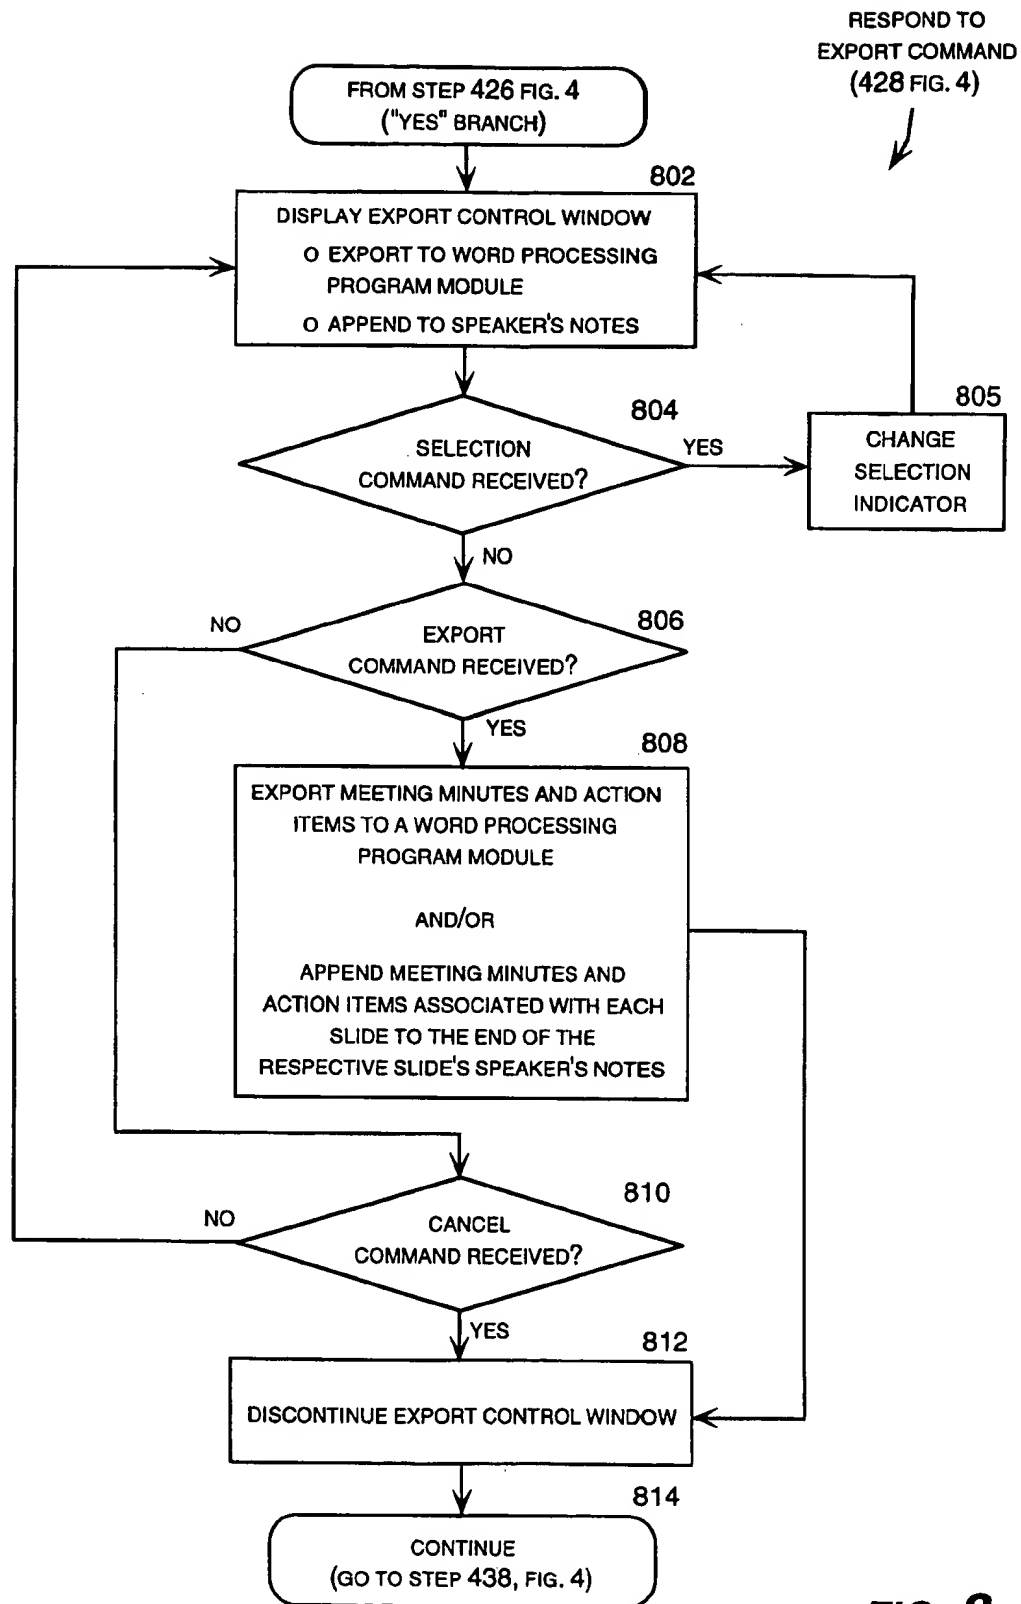 RESPOND TO
EXPORT COMMAND
(428 FIG. 4)
FROM STEP 426 FIG. 4
("YES" BRANCH)
802
DISPLAY EXPORT CONTROL WINDOW
O EXPORT TO WORD PROCESSING
PROGRAM MODULE
O APPEND TO SPEAKER'S NOTES
804
SELECTION
COMMAND RECEIVED?
YES
805
CHANGE
SELECTION
INDICATOR
NO
806
NO
EXPORT
COMMAND RECEIVED?
YES
808
EXPORT MEETING MINUTES AND ACTION
ITEMS TO A WORD PROCESSING
PROGRAM MODULE
AND/OR
APPEND MEETING MINUTES AND
ACTION ITEMS ASSOCIATED WITH EACH
SLIDE TO THE END OF THE
RESPECTIVE SLIDE'S SPEAKER'S NOTES
810
NO
CANCEL
COMMAND RECEIVED?
YES
812
DISCONTINUE EXPORT CONTROL WINDOW
814
CONTINUE
(GO TO STEP 438, FIG. 4)